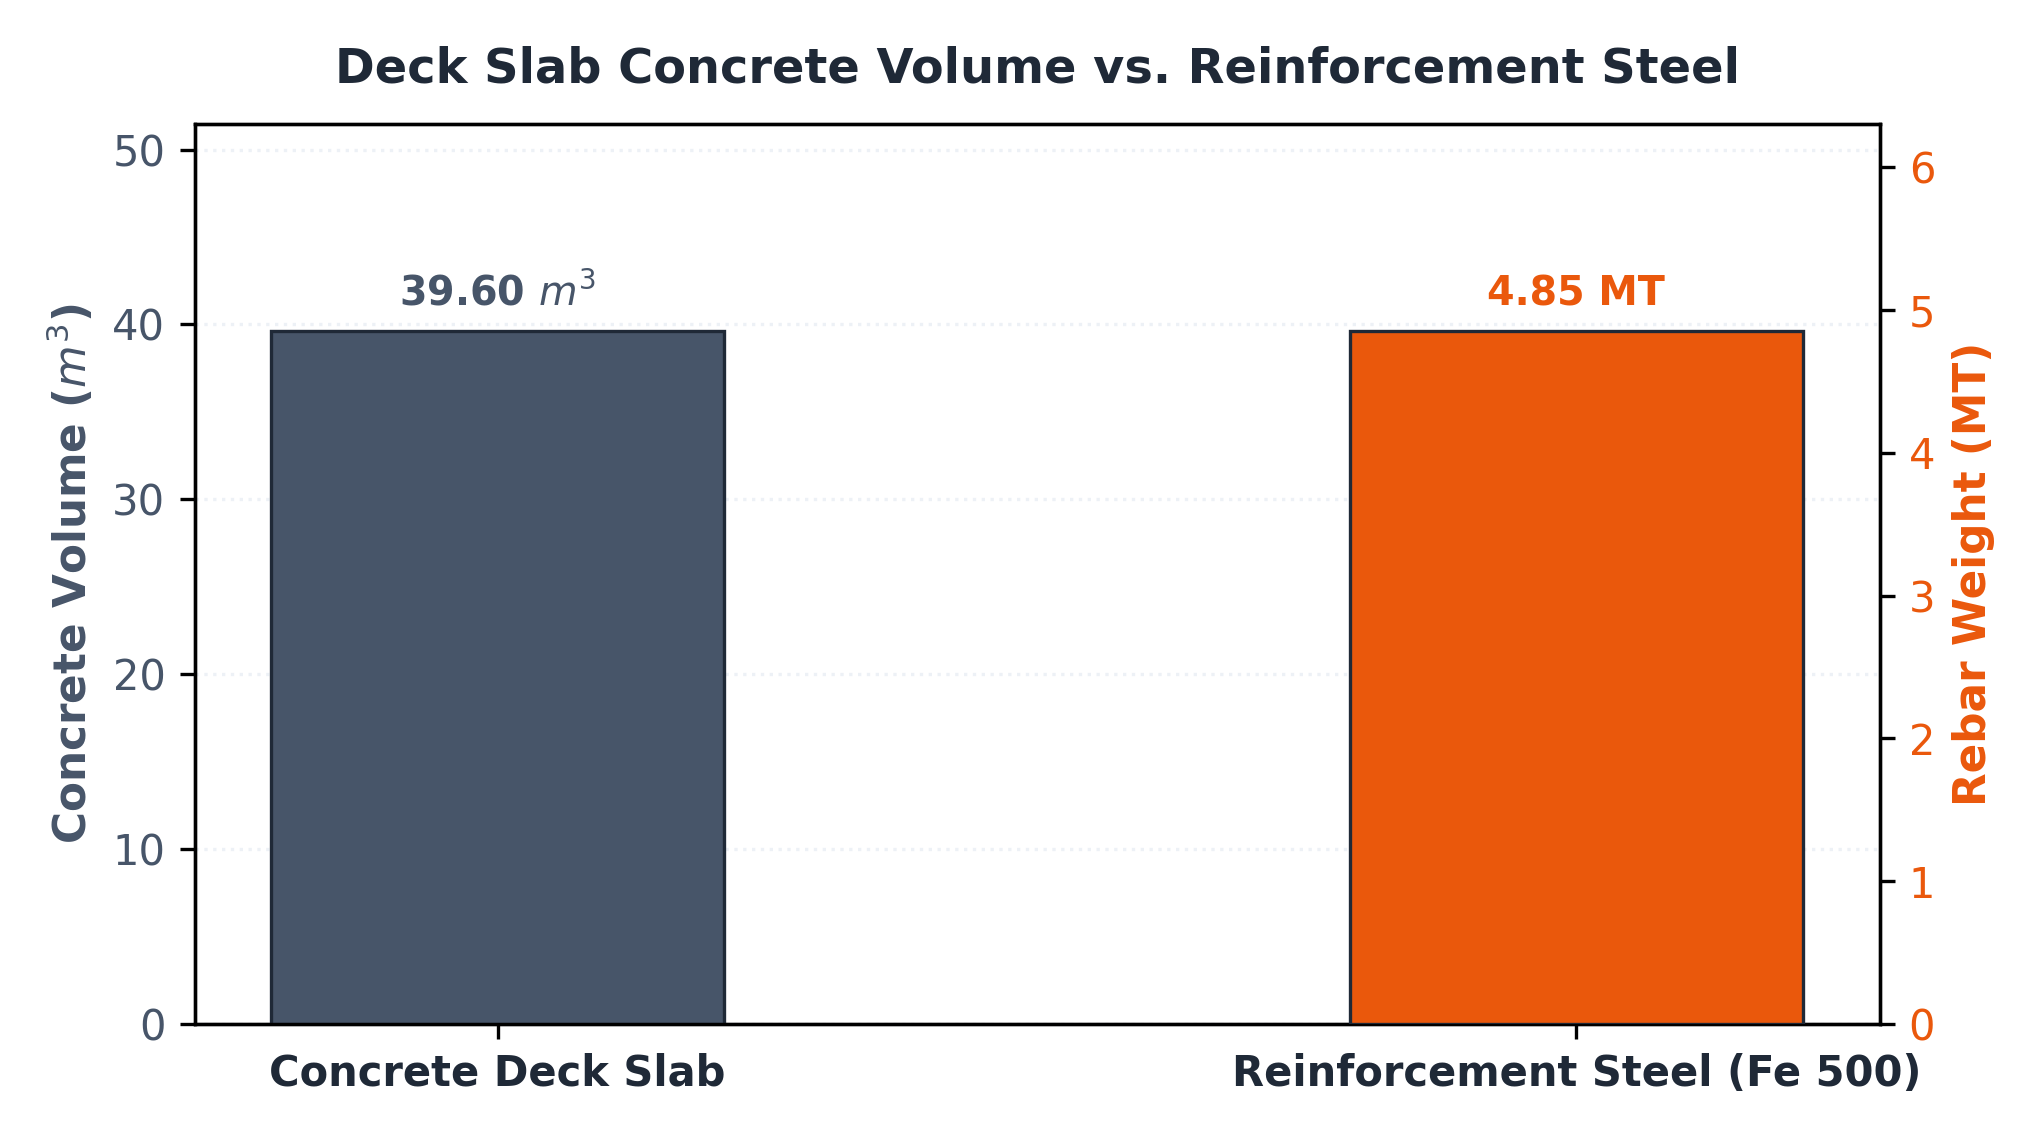 Deck Slab Concrete Volume vs. Reinforcement Steel
Concrete Volume (m³)
50
40
30
20
10
0
39.60 m³
4.85 MT
6
5
4
3
2
1
0
Rebar Weight (MT)
Concrete Deck Slab
Reinforcement Steel (Fe 500)